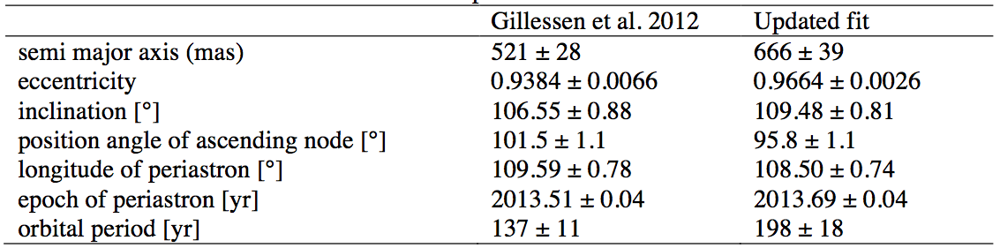 Gillessen et al. 2012 Updated fit
semi major axis (mas) 521 ± 28 666 ± 39
eccentricity 0.9384 ± 0.0066 0.9664 ± 0.0026
inclination [°] 106.55 ± 0.88 109.48 ± 0.81
position angle of ascending node [°] 101.5 ± 1.1 95.8 ± 1.1
longitude of periastron [°] 109.59 ± 0.78 108.50 ± 0.74
epoch of periastron [yr] 2013.51 ± 0.04 2013.69 ± 0.04
orbital period [yr] 137 ± 11 198 ± 18